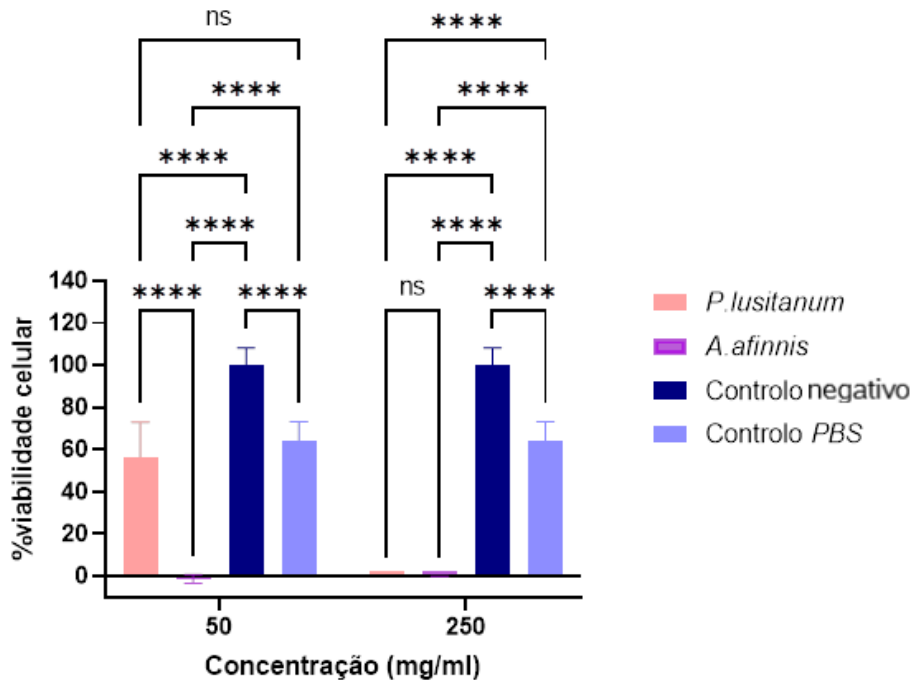 ns
****
****
****
****
****
****
****
****
****
****
ns
****
140
120
100
80
60
40
20
0
%viabilidade celular
50
250
Concentração (mg/ml)
P.lusitanum
A.afinnis
Controlo negativo
Controlo PBS